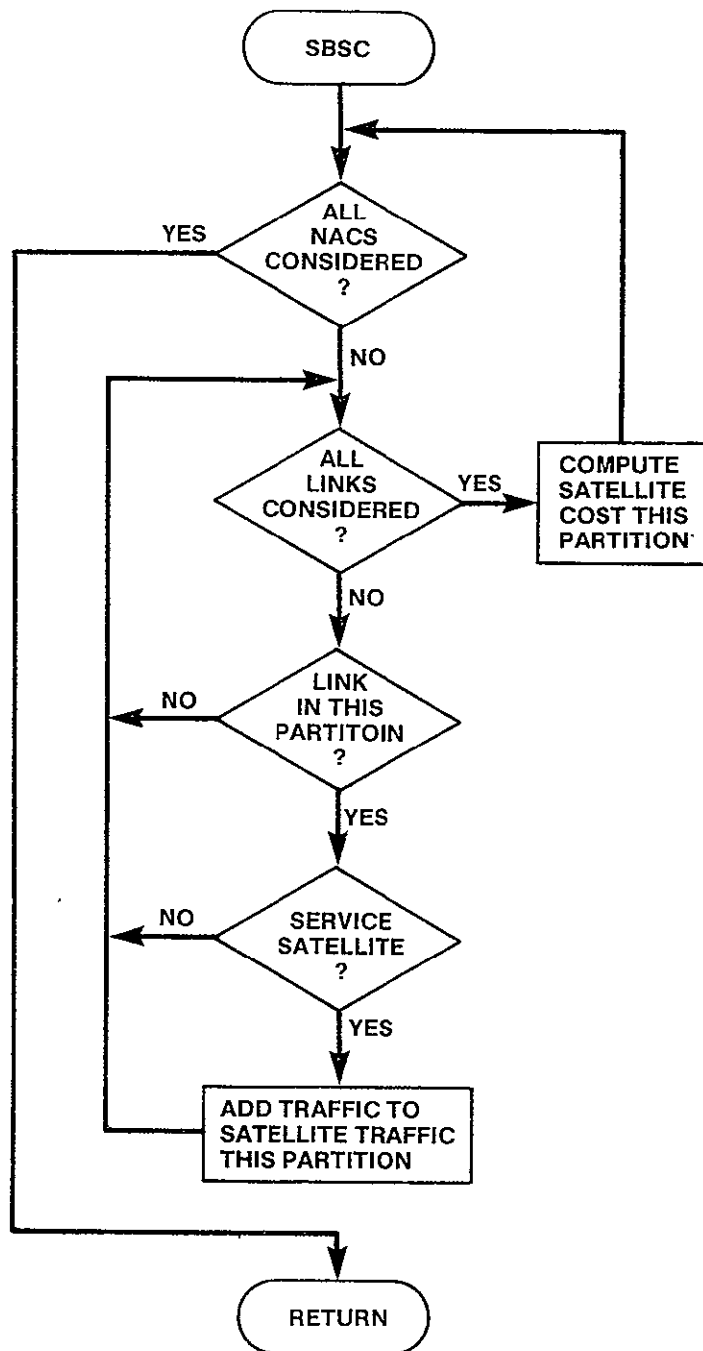 SBSC
YES
ALL
NACS
CONSIDERED
?
NO
ALL
LINKS
CONSIDERED
?
YES
COMPUTE
SATELLITE
COST THIS
PARTITION
NO
LINK
IN THIS
PARTITOIN
?
NO
YES
SERVICE
SATELLITE
?
NO
YES
ADD TRAFFIC TO
SATELLITE TRAFFIC
THIS PARTITION
RETURN